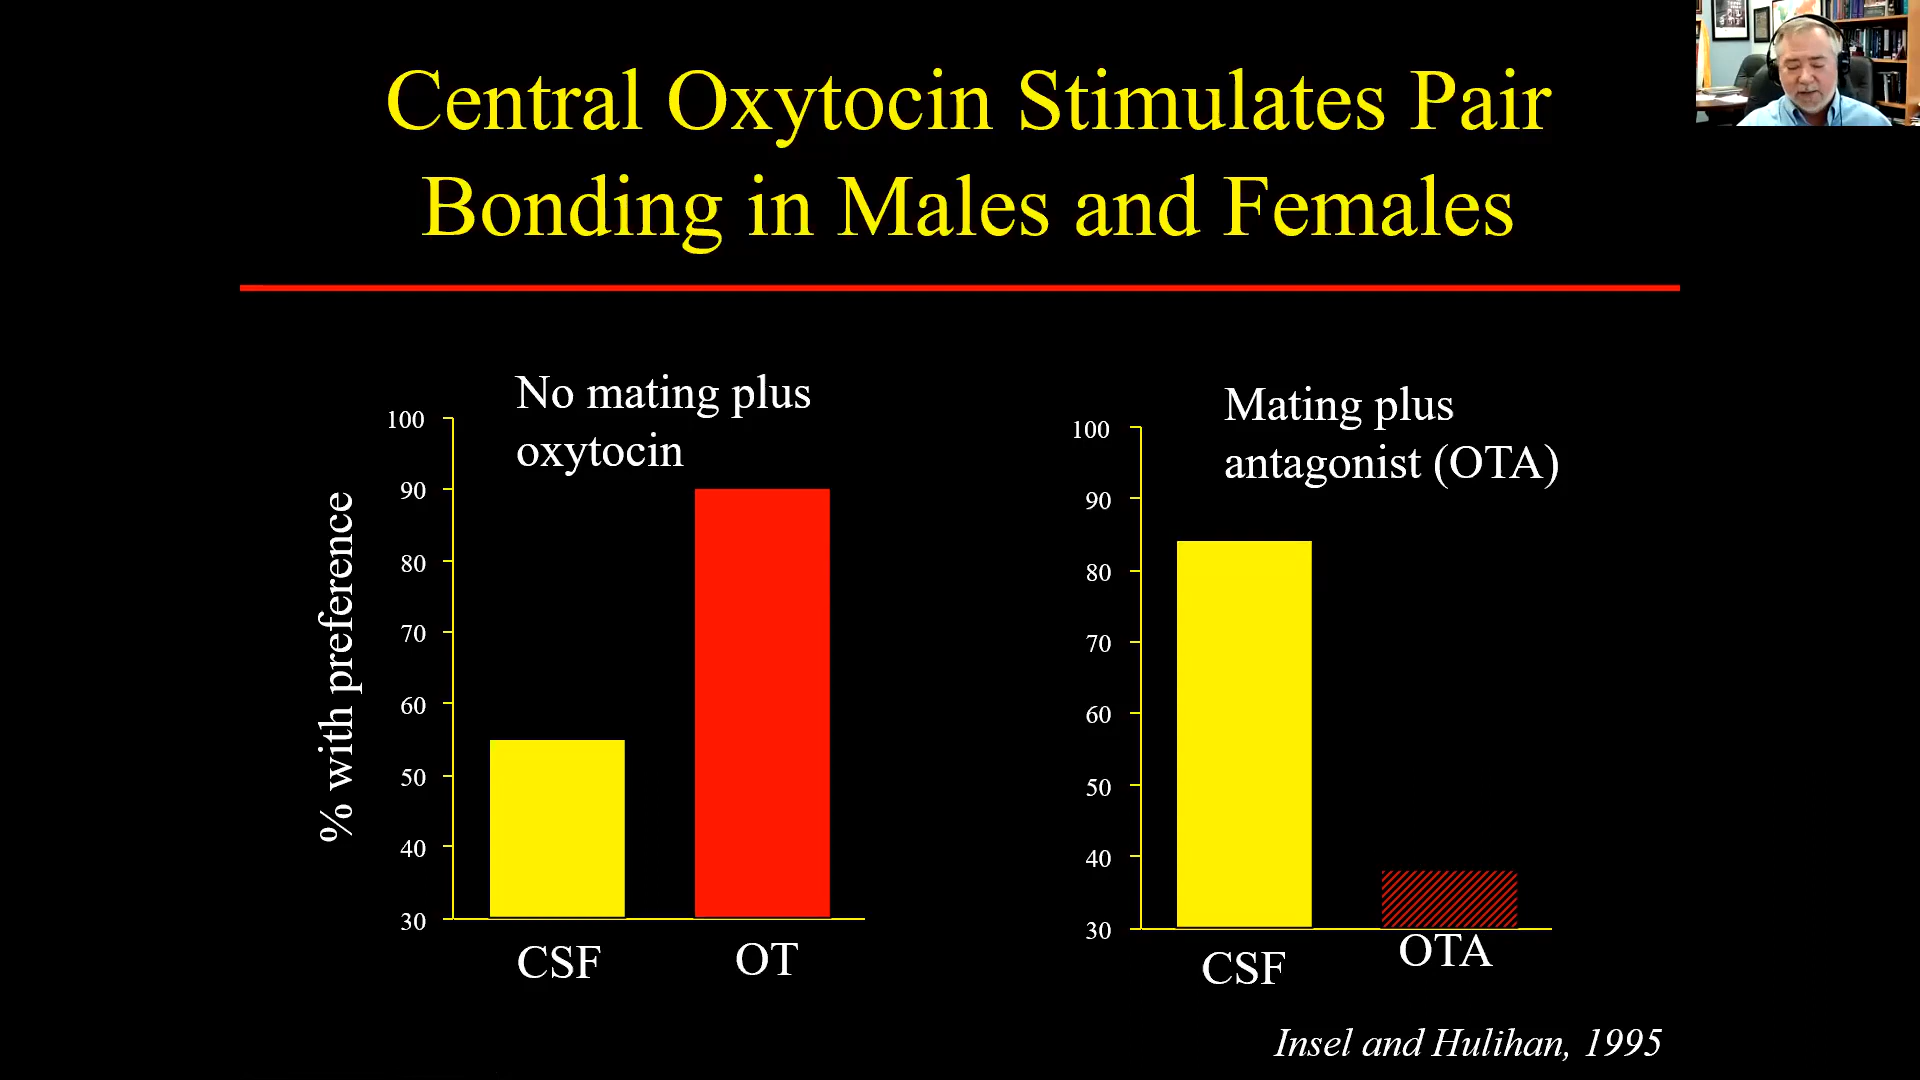 Central Oxytocin Stimulates Pair
Bonding in Males and Females
% with preference
No mating plus
oxytocin
100
90
80
70
60
50
40
30
CSF
OT
Mating plus
antagonist (OTA)
100
90
80
70
60
50
40
30
CSF
OTA
Insel and Hulihan, 1995